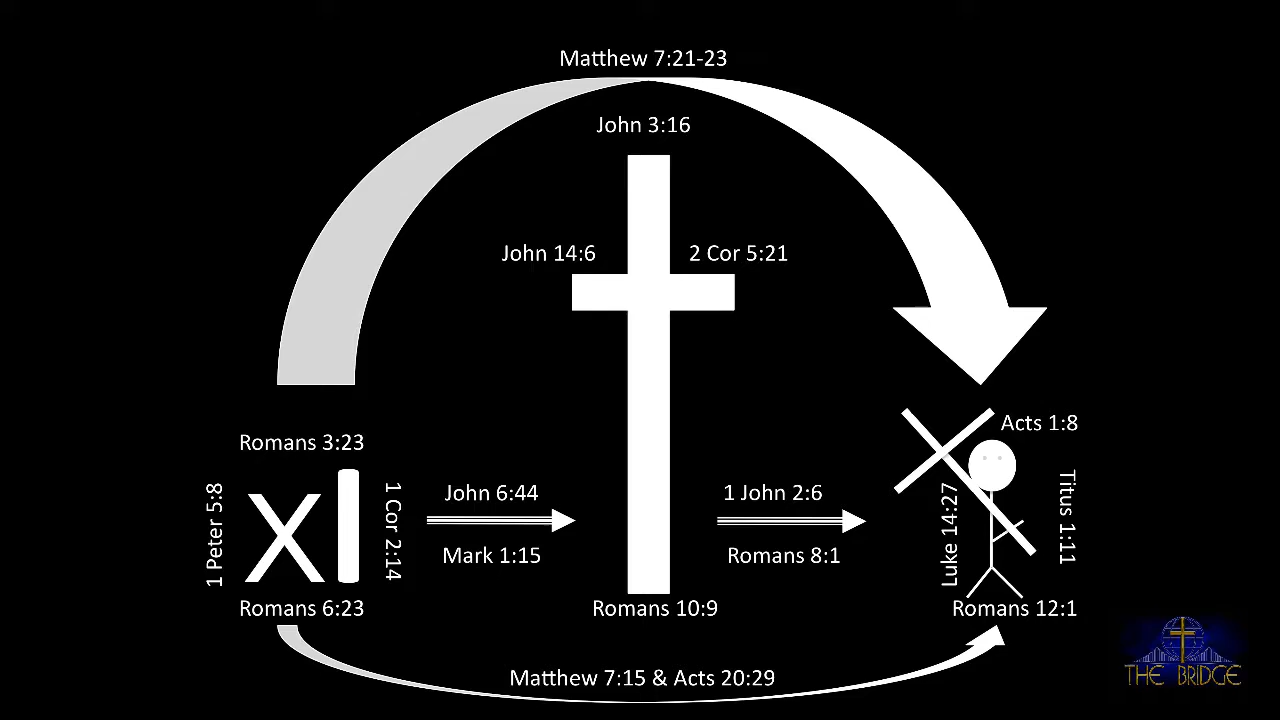 Matthew 7:21-23
John 3:16
John 14:6
2 Cor 5:21
Acts 1:8
Romans 3:23
1 Peter 5:8
X
1 Cor 2:14
John 6:44
1 John 2:6
Luke 14:27
Titus 1:11
Mark 1:15
Romans 8:1
Romans 6:23
Romans 10:9
Romans 12:1
Matthew 7:15 & Acts 20:29
THE BRIDGE